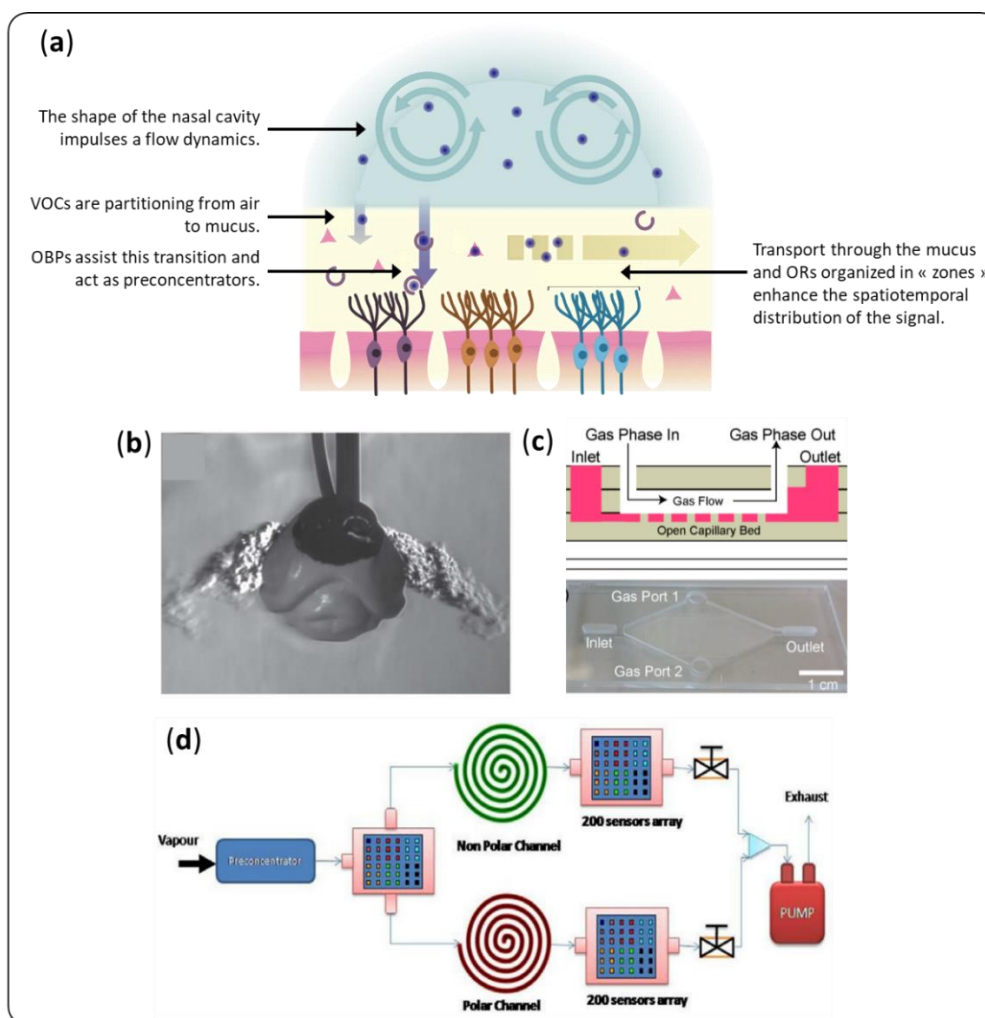 (a)
The shape of the nasal cavity
impulses a flow dynamics.
VOCs are partitioning from air
to mucus.
OBPs assist this transition and
act as preconcentrators.
Transport through the mucus
and ORs organized in « zones »
enhance the spatiotemporal
distribution of the signal.
(b)
(c)
Gas Phase In
Gas Phase Out
Inlet
Outlet
Gas Flow
Open Capillary Bed
Gas Port 1
Inlet
Outlet
Gas Port 2
1 cm
(d)
Vapour
Preconcentrator
Non Polar Channel
200 sensors array
Exhaust
PUMP
Polar Channel
200 sensors array